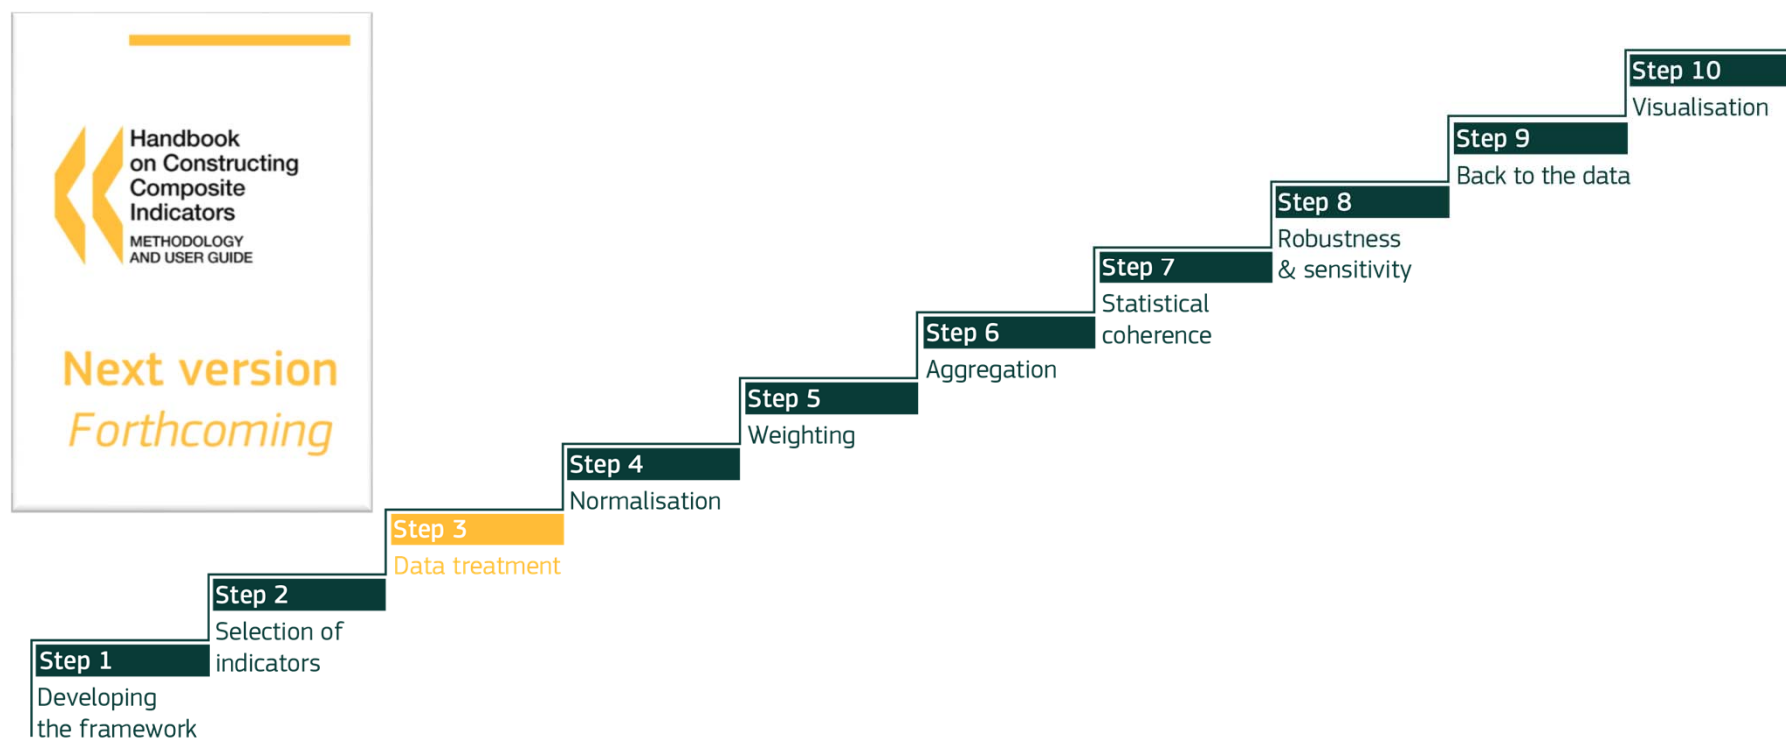 Handbook
on Constructing
Composite
Indicators
METHODOLOGY
AND USER GUIDE
Next version
Forthcoming
Step 1
Developing
the framework
Step 2
Selection of
indicators
Step 3
Data treatment
Step 4
Normalisation
Step 5
Weighting
Step 6
Aggregation
Step 7
Statistical
coherence
Step 8
Robustness
& sensitivity
Step 9
Back to the data
Step 10
Visualisation